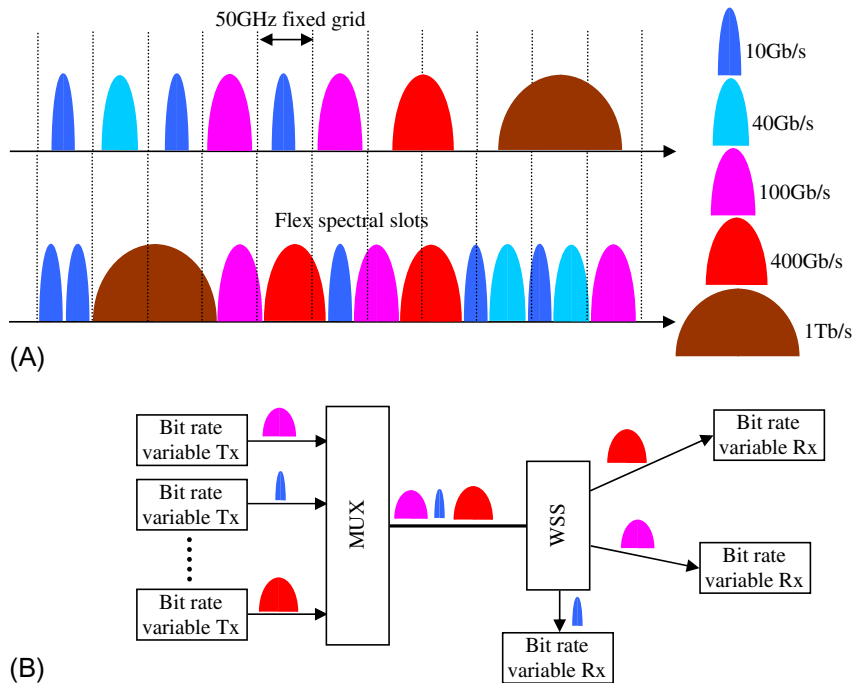 50GHz fixed grid
10Gb/s
40Gb/s
100Gb/s
Flex spectral slots
400Gb/s
1Tb/s
(A)
Bit rate
variable Tx
Bit rate
variable Tx
Bit rate
variable Tx
MUX
WSS
Bit rate
variable Rx
Bit rate
variable Rx
Bit rate
variable Rx
(B)